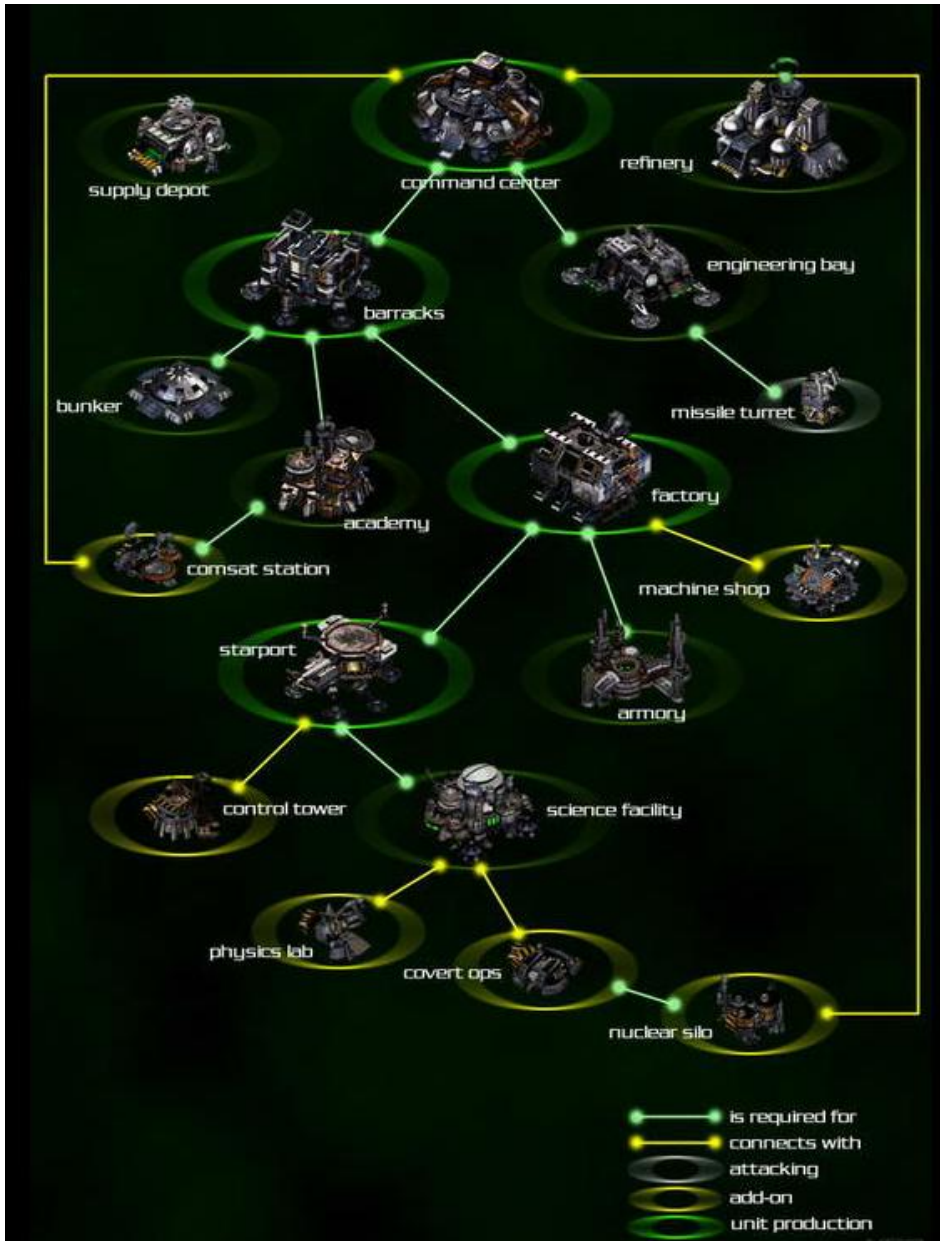 supply depot
command center
refinery
barracks
engineering bay
bunker
missile turret
academy
factory
comsat station
machine shop
starport
armory
control tower
science facility
physics lab
covert ops
nuclear silo
is required for
connects with
attacking
add-on
unit production